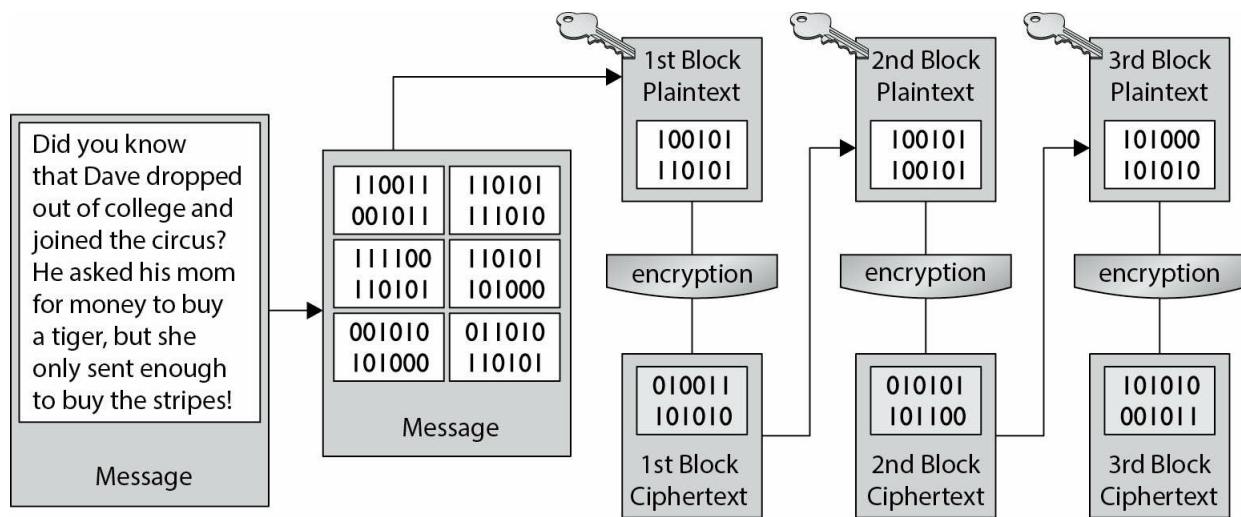 Did you know
that Dave dropped
out of college and
joined the circus?
He asked his mom
for money to buy
a tiger, but she
only sent enough
to buy the stripes!
Message
110011
001011
110101
111010
111100
110101
110101
101000
001010
101000
011010
110101
Message
1st Block
Plaintext
100101
110101
encryption
010011
101010
1st Block
Ciphertext
2nd Block
Plaintext
100101
100101
encryption
010101
101100
2nd Block
Ciphertext
3rd Block
Plaintext
101000
101010
encryption
101010
001011
3rd Block
Ciphertext